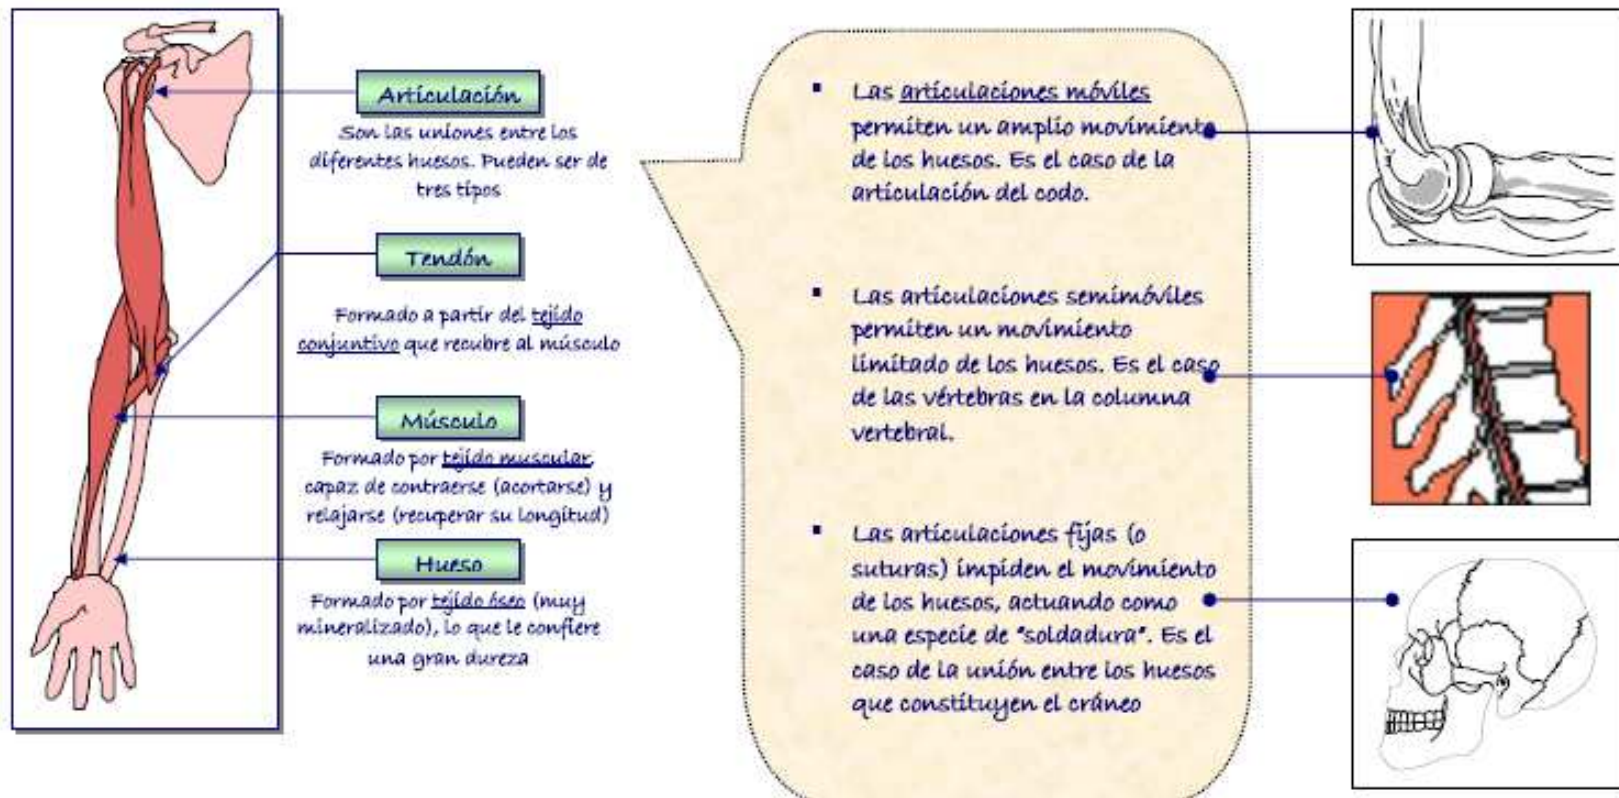 Articulación
Son las uniones entre los
diferentes huesos. Pueden ser de
tres tipos
Tendón
Formado a partir del tejido
conjuntivo que recubre al músculo
Músculo
Formado por tejido muscular,
capaz de contraerse (acortarse) y
relajarse (recuperar su longitud)
Hueso
Formado por tejido óseo (muy
mineralizado), lo que le confiere
una gran dureza
▪ Las articulaciones móviles
permiten un amplio movimiento
de los huesos. Es el caso de la
articulación del codo.
▪ Las articulaciones semimóviles
permiten un movimiento
limitado de los huesos. Es el caso
de las vértebras en la columna
vertebral.
▪ Las articulaciones fijas (o
suturas) impiden el movimiento
de los huesos, actuando como
una especie de "soldadura". Es el
caso de la unión entre los huesos
que constituyen el cráneo